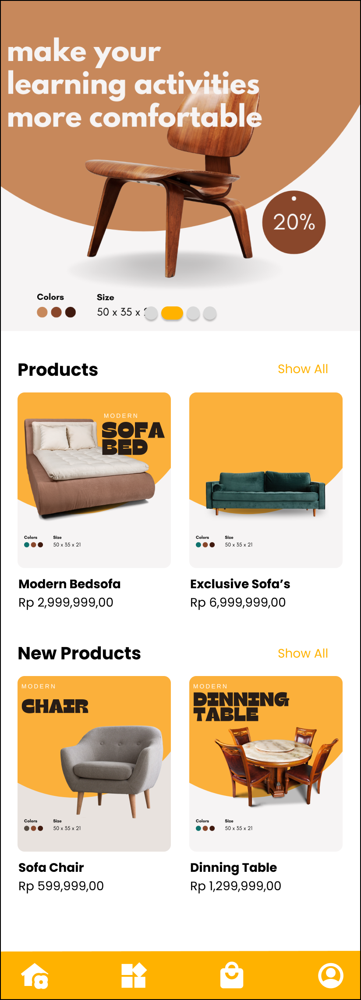 make your
learning activities
more comfortable
20%
Colors
Size
50 x 35 x
Products
Show All
MODERN
SOFA
BED
Colors
Size
50 x 35 x 21
Colors
Size
50 x 35 x 21
Modern Bedsofa
Rp 2,999,999,00
Exclusive Sofa’s
Rp 6,999,999,00
New Products
Show All
MODERN
CHAIR
Colors
Size
50 x 35 x 21
MODERN
DINNING
TABLE
Colors
Size
50 x 35 x 21
Sofa Chair
Rp 599,999,00
Dinning Table
Rp 1,299,999,00